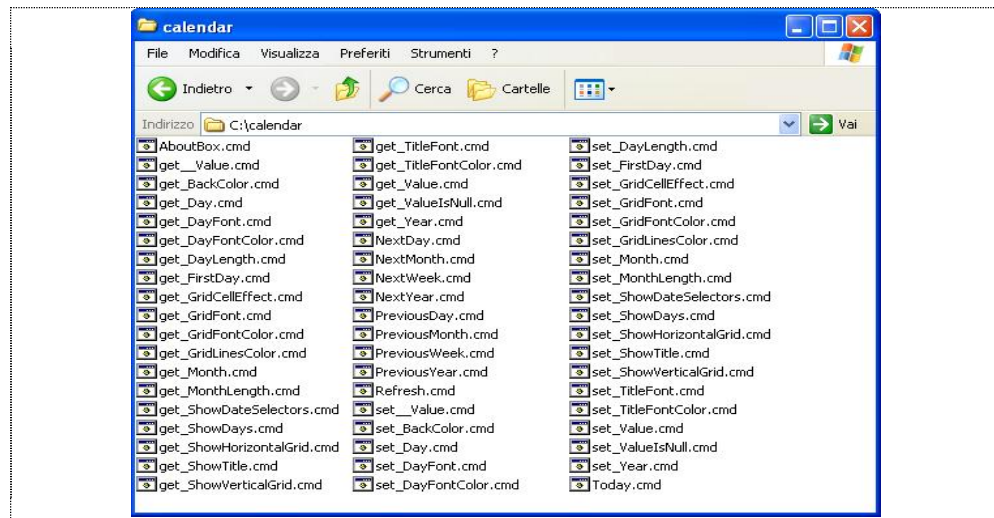 calendar
File Modifica Visualizza Preferiti Strumenti ?
Indietro Cerca Cartelle
Indirizzo C:\calendar Vai
AboutBox.cmd
get__Value.cmd
get_BackColor.cmd
get_Day.cmd
get_DayFont.cmd
get_DayFontColor.cmd
get_DayLength.cmd
get_FirstDay.cmd
get_GridCellEffect.cmd
get_GridFont.cmd
get_GridFontColor.cmd
get_GridLinesColor.cmd
get_Month.cmd
get_MonthLength.cmd
get_ShowDateSelectors.cmd
get_ShowDays.cmd
get_ShowHorizontalGrid.cmd
get_ShowTitle.cmd
get_ShowVerticalGrid.cmd
get_TitleFont.cmd
get_TitleFontColor.cmd
get_Value.cmd
get_ValueIsNull.cmd
get_Year.cmd
NextDay.cmd
NextMonth.cmd
NextWeek.cmd
NextYear.cmd
PreviousDay.cmd
PreviousMonth.cmd
PreviousWeek.cmd
PreviousYear.cmd
Refresh.cmd
set__Value.cmd
set_BackColor.cmd
set_Day.cmd
set_DayFont.cmd
set_DayFontColor.cmd
set_DayLength.cmd
set_FirstDay.cmd
set_GridCellEffect.cmd
set_GridFont.cmd
set_GridFontColor.cmd
set_GridLinesColor.cmd
set_Month.cmd
set_MonthLength.cmd
set_ShowDateSelectors.cmd
set_ShowDays.cmd
set_ShowHorizontalGrid.cmd
set_ShowTitle.cmd
set_ShowVerticalGrid.cmd
set_TitleFont.cmd
set_TitleFontColor.cmd
set_Value.cmd
set_ValueIsNull.cmd
set_Year.cmd
Today.cmd